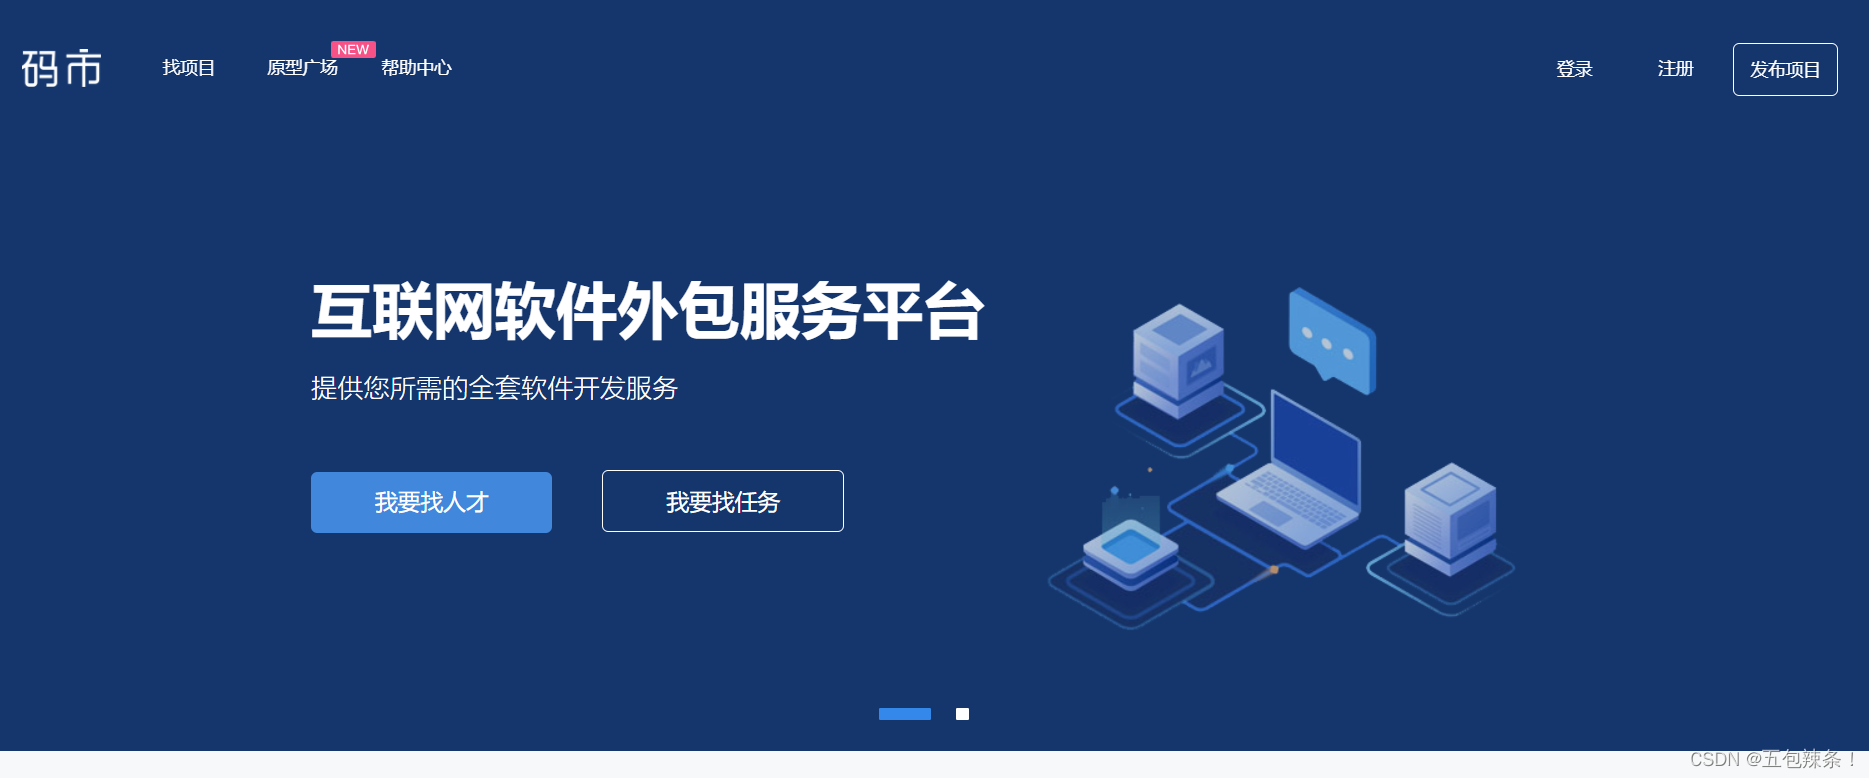 码市
找项目
原型广场
NEW
帮助中心
登录
注册
发布项目
互联网软件外包服务平台
提供您所需的全套软件开发服务
我要找人才
我要找任务
CSDN @五包辣条！